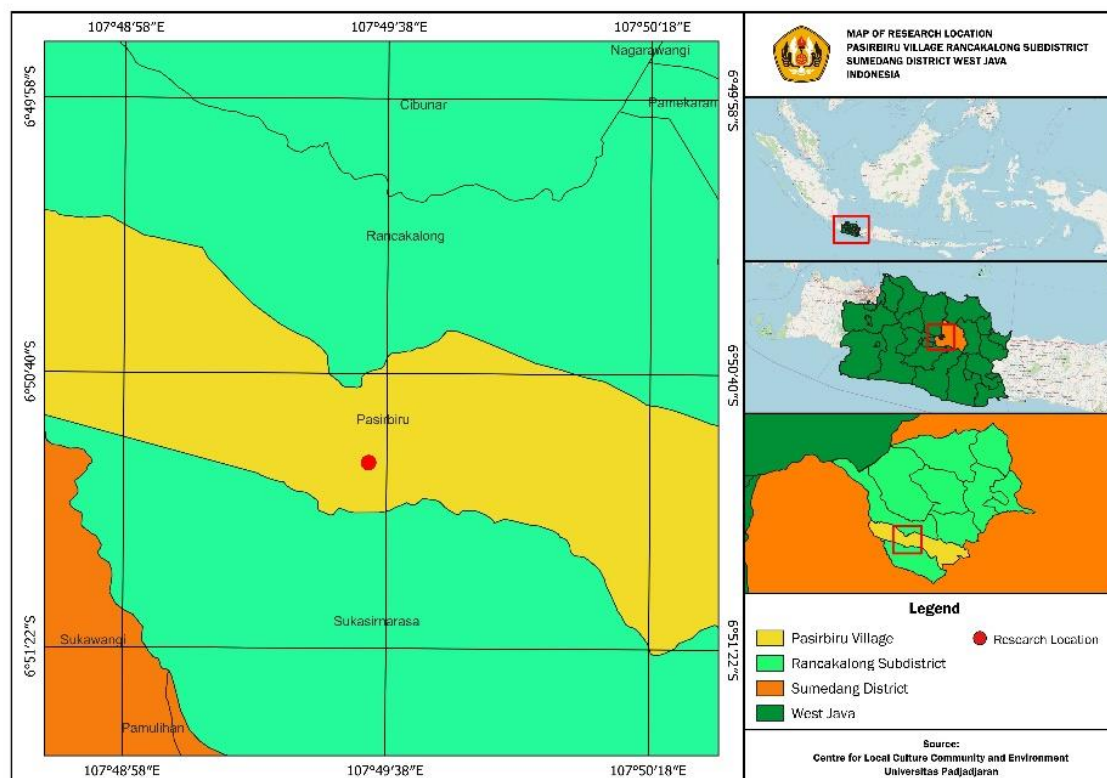 107°48'58"E 107°49'38"E 107°50'18"E
6°49'58"S
6°49'58"S
Nagarawangi
Cibunar
Pamekaran
Rancakalong
6°50'40"S
6°50'40"S
Pasirbiru
Sukasirnarasa
Sukawangi
6°51'22"S
6°51'22"S
Pamulihan
107°48'58"E 107°49'38"E 107°50'18"E
MAP OF RESEARCH LOCATION
PASIRBIRU VILLAGE RANCAKALONG SUBDISTRICT
SUMEDANG DISTRICT WEST JAVA
INDONESIA
Legend
Pasirbiru Village
Research Location
Rancakalong Subdistrict
Sumedang District
West Java
Source:
Centre for Local Culture Community and Environment
Universitas Padjadjaran